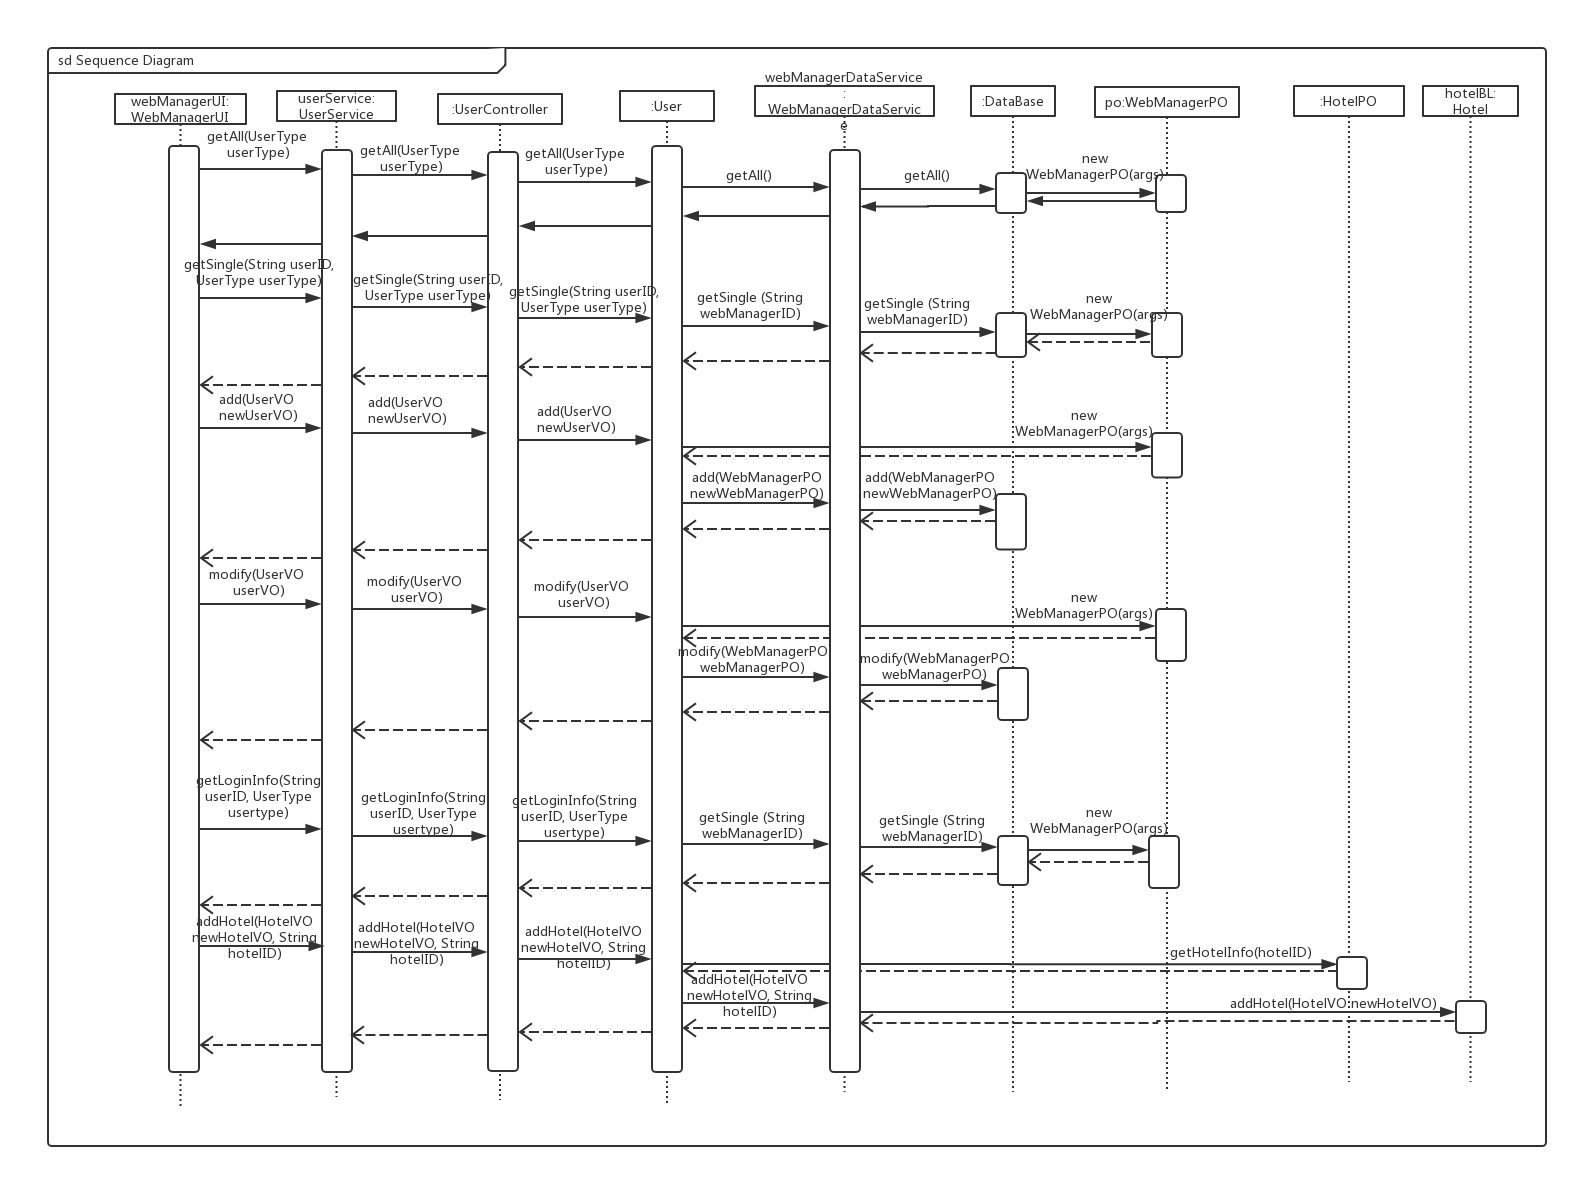 sd Sequence Diagram
webManagerUI:
WebManagerUI
userService:
UserService
:UserController
:User
webManagerDataService
:
WebManagerDataServic
e
:DataBase
po:WebManagerPO
:HotelPO
hotelBL:
Hotel
getAll(UserType
userType)
getAll(UserType
userType)
getAll(UserType
userType)
getAll()
getAll()
new
WebManagerPO(args)
getSingle(String userID,
UserType userType)
getSingle(String userID,
UserType userType)
getSingle(String userID,
UserType userType)
getSingle (String
webManagerID)
getSingle (String
webManagerID)
new
WebManagerPO(args)
add(UserVO
newUserVO)
add(UserVO
newUserVO)
add(UserVO
newUserVO)
new
WebManagerPO(args)
add(WebManagerPO
newWebManagerPO)
add(WebManagerPO
newWebManagerPO)
modify(UserVO
userVO)
modify(UserVO
userVO)
modify(UserVO
userVO)
new
WebManagerPO(args)
modify(WebManagerPO
webManagerPO)
modify(WebManagerPO
webManagerPO)
getLoginInfo(String
userID, UserType
usertype)
getLoginInfo(String
userID, UserType
usertype)
getLoginInfo(String
userID, UserType
usertype)
getSingle (String
webManagerID)
getSingle (String
webManagerID)
new
WebManagerPO(args)
addHotel(HotelVO
newHotelVO, String
hotelID)
addHotel(HotelVO
newHotelVO, String
hotelID)
addHotel(HotelVO
newHotelVO, String
hotelID)
getHotelInfo(hotelID)
addHotel(HotelVO
newHotelVO, String
hotelID)
addHotel(HotelVO newHotelVO)